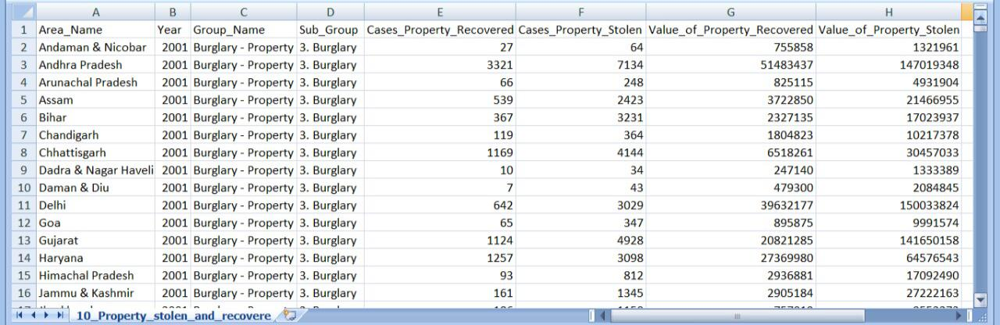 A B C D E F G H
1 Area_Name Year Group_Name Sub_Group Cases_Property_Recovered Cases_Property_Stolen Value_of_Property_Recovered Value_of_Property_Stolen
2 Andaman & Nicobar 2001 Burglary - Property 3. Burglary 27 64 755858 1321961
3 Andhra Pradesh 2001 Burglary - Property 3. Burglary 3321 7134 51483437 147019348
4 Arunachal Pradesh 2001 Burglary - Property 3. Burglary 66 248 825115 4931904
5 Assam 2001 Burglary - Property 3. Burglary 539 2423 3722850 21466955
6 Bihar 2001 Burglary - Property 3. Burglary 367 3231 2327135 17023937
7 Chandigarh 2001 Burglary - Property 3. Burglary 119 364 1804823 10217378
8 Chhattisgarh 2001 Burglary - Property 3. Burglary 1169 4144 6518261 30457033
9 Dadra & Nagar Haveli 2001 Burglary - Property 3. Burglary 10 34 247140 1333389
10 Daman & Diu 2001 Burglary - Property 3. Burglary 7 43 479300 2084845
11 Delhi 2001 Burglary - Property 3. Burglary 642 3029 39632177 150033824
12 Goa 2001 Burglary - Property 3. Burglary 65 347 895875 9991574
13 Gujarat 2001 Burglary - Property 3. Burglary 1124 4928 20821285 141650158
14 Haryana 2001 Burglary - Property 3. Burglary 1257 3098 27369980 64576543
15 Himachal Pradesh 2001 Burglary - Property 3. Burglary 93 812 2936881 17092490
16 Jammu & Kashmir 2001 Burglary - Property 3. Burglary 161 1345 2905184 27222163
10_Property_stolen_and_recovere